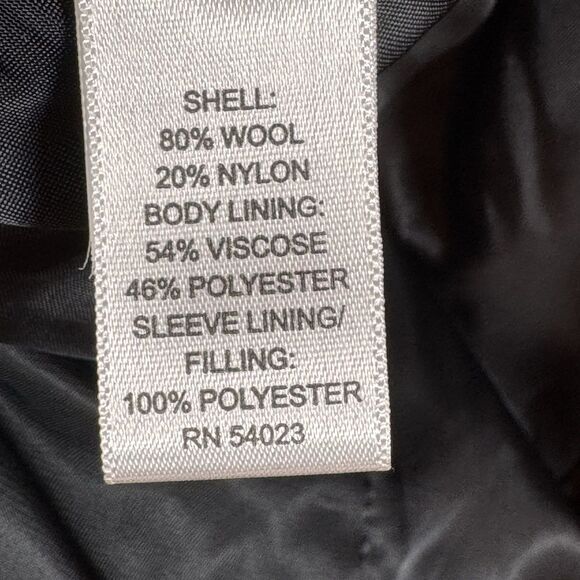 SHELL:
80% WOOL
20% NYLON
BODY LINING:
54% VISCOSE
46% POLYESTER
SLEEVE LINING/
FILLING:
100% POLYESTER
RN 54023